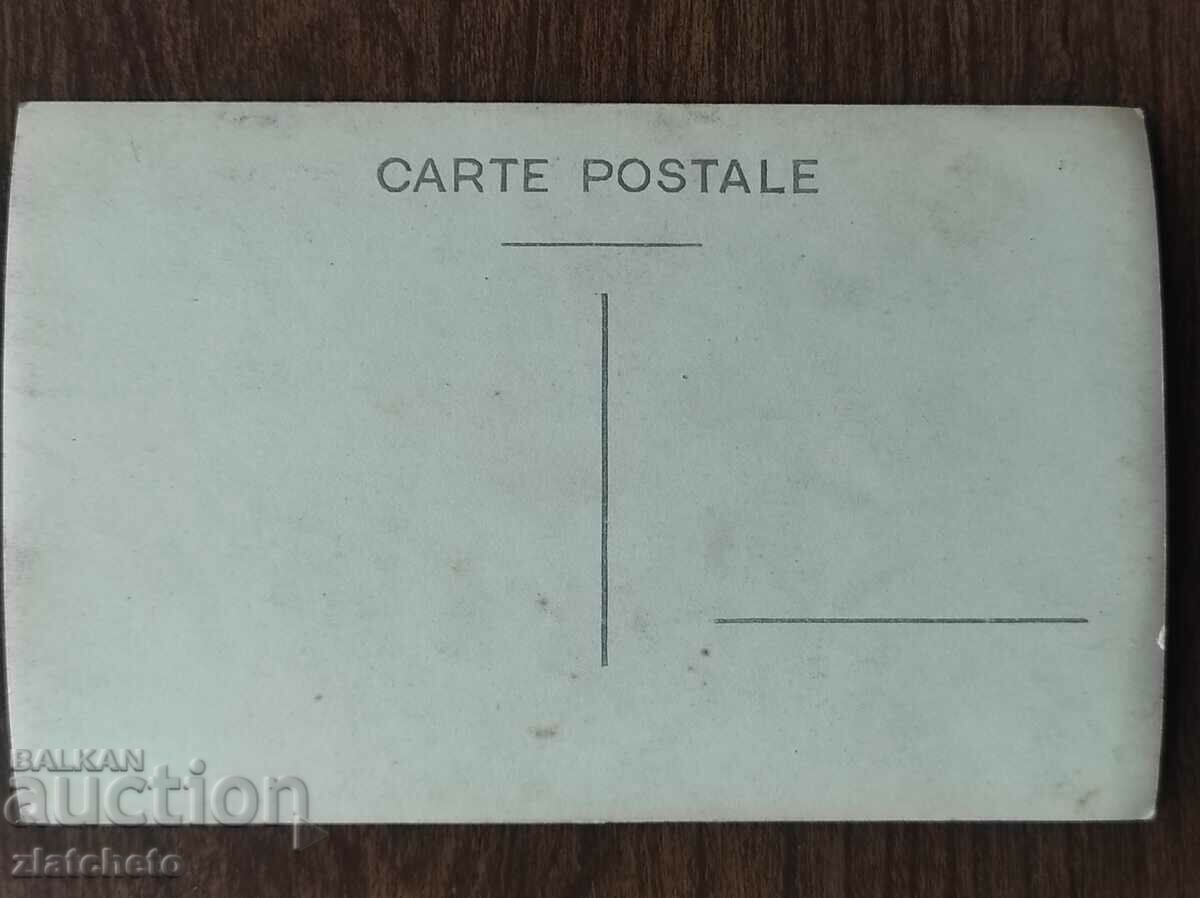 CARTE POSTALE
BALKAN
auction
zlatcheto